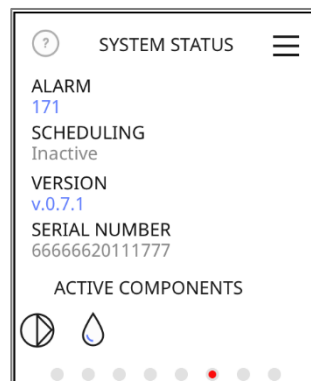 ?
SYSTEM STATUS
ALARM
171
SCHEDULING
Inactive
VERSION
v.0.7.1
SERIAL NUMBER
66666620111777
ACTIVE COMPONENTS